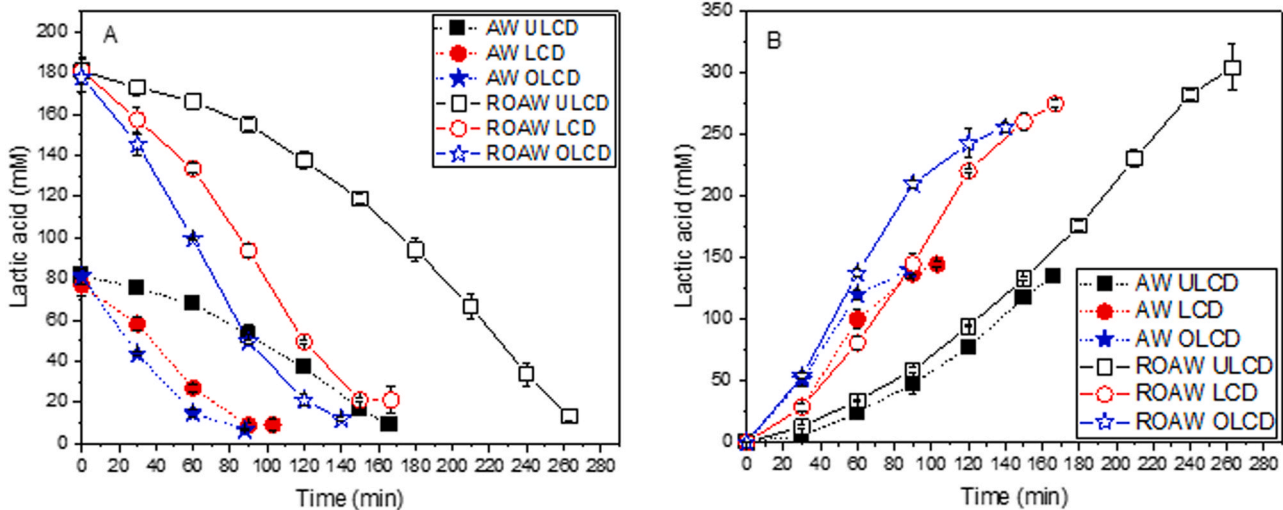 A
AW ULCD
AW LCD
AW OLCD
ROAW ULCD
ROAW LCD
ROAW OLCD
Lactic acid (mM)
200
180
160
140
120
100
80
60
40
20
0
0 20 40 60 80 100 120 140 160 180 200 220 240 260 280
Time (min)
B
AW ULCD
AW LCD
AW OLCD
ROAW ULCD
ROAW LCD
ROAW OLCD
Lactic acid (mM)
350
300
250
200
150
100
50
0
0 20 40 60 80 100 120 140 160 180 200 220 240 260 280
Time (min)